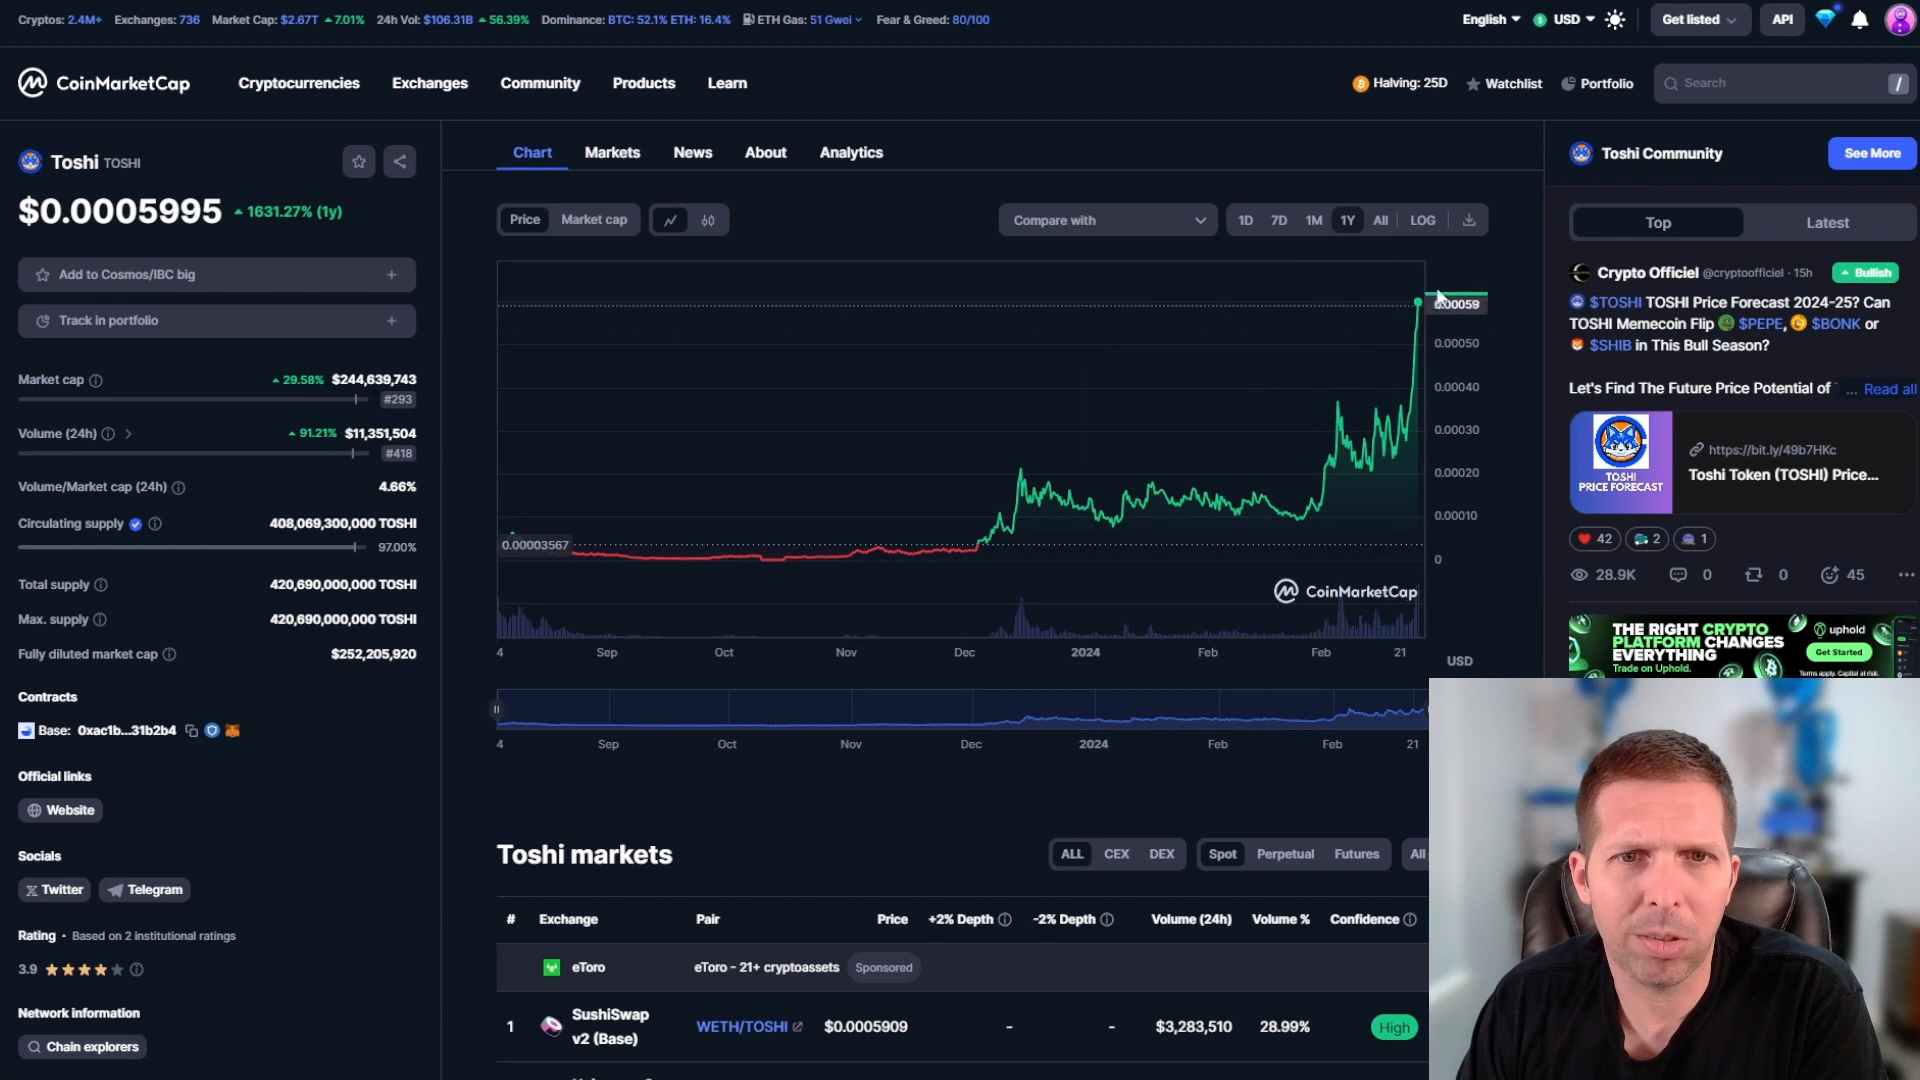 Cryptos: 2.4M+ Exchanges: 736 Market Cap: $2.67T 7.01% 24h Vol: $106.31B 56.39% Dominance: BTC: 52.1% ETH: 16.4% ETH Gas: 51 Gwei Fear & Greed: 80/100
English USD Get listed API
CoinMarketCap Cryptocurrencies Exchanges Community Products Learn
Halving: 25D Watchlist Portfolio Search /
Toshi TOSHI
$0.0005995 1631.27% (1y)
Add to Cosmos/IBC big +
Track in portfolio +
Market cap 29.58% $244,639,743
#293
Volume (24h) 91.21% $11,351,504
#418
Volume/Market cap (24h) 4.66%
Circulating supply 408,069,300,000 TOSHI
97.00%
Total supply 420,690,000,000 TOSHI
Max. supply 420,690,000,000 TOSHI
Fully diluted market cap $252,205,920
Contracts
Base: 0xac1b...31b2b4
Official links
Website
Socials
Twitter Telegram
Rating · Based on 2 institutional ratings
3.9
Network information
Chain explorers
Chart Markets News About Analytics
Price Market cap
Compare with 1D 7D 1M 1Y All LOG
0.00059
0.00050
0.00040
0.00030
0.00020
0.00010
0
0.00003567
CoinMarketCap
4 Sep Oct Nov Dec 2024 Feb Feb 21
USD
4 Sep Oct Nov Dec 2024 Feb Feb 21
Toshi markets
ALL CEX DEX Spot Perpetual Futures All
# Exchange Pair Price +2% Depth -2% Depth Volume (24h) Volume % Confidence
eToro eToro - 21+ cryptoassets Sponsored
1 SushiSwap v2 (Base) WETH/TOSHI $0.0005909 - - $3,283,510 28.99% High
Toshi Community See More
Top Latest
Crypto Officiel @cryptoofficiel · 15h Bullish
$TOSHI TOSHI Price Forecast 2024-25? Can
TOSHI Memecoin Flip $PEPE, $BONK or
$SHIB in This Bull Season?
Let's Find The Future Price Potential of ... Read all
TOSHI
PRICE FORECAST
https://bit.ly/49b7HKc
Toshi Token (TOSHI) Price...
42 2 1
28.9K 0 0 45
THE RIGHT CRYPTO
PLATFORM CHANGES
EVERYTHING
Trade on Uphold.
uphold
Get Started
Terms apply. Capital at risk.